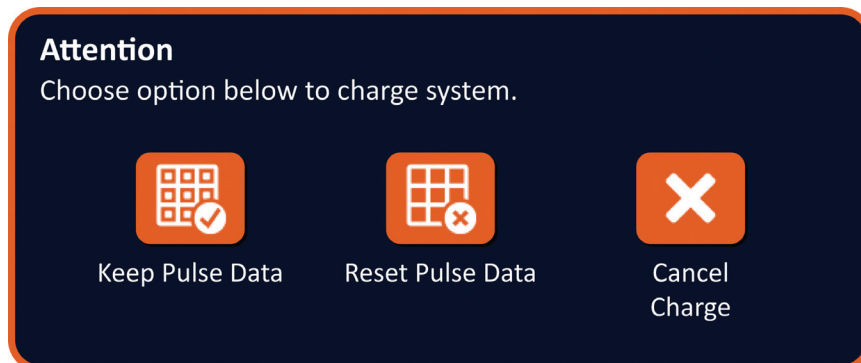 Attention
Choose option below to charge system.
Keep Pulse Data
Reset Pulse Data
Cancel
Charge